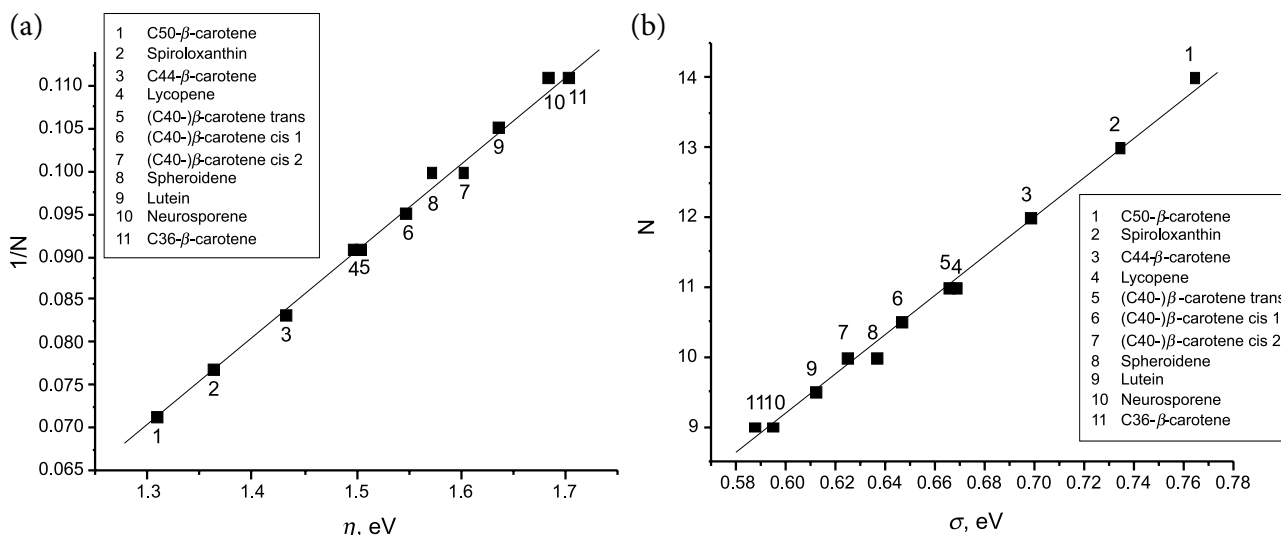 (a)
1 C50-β-carotene
2 Spiroloxanthin
3 C44-β-carotene
4 Lycopene
5 (C40-)β-carotene trans
6 (C40-)β-carotene cis 1
7 (C40-)β-carotene cis 2
8 Spheroidene
9 Lutein
10 Neurosporene
11 C36-β-carotene
1/N
0.110
0.105
0.100
0.095
0.090
0.085
0.080
0.075
0.070
0.065
10 11
9
8 7
6
45
3
2
1
1.3 1.4 1.5 1.6 1.7
η, eV
(b)
N
14
13
12
11
10
9
1
2
3
54
6
7 8
9
1110
1 C50-β-carotene
2 Spiroloxanthin
3 C44-β-carotene
4 Lycopene
5 (C40-)β-carotene trans
6 (C40-)β-carotene cis 1
7 (C40-)β-carotene cis 2
8 Spheroidene
9 Lutein
10 Neurosporene
11 C36-β-carotene
0.58 0.60 0.62 0.64 0.66 0.68 0.70 0.72 0.74 0.76 0.78
σ, eV